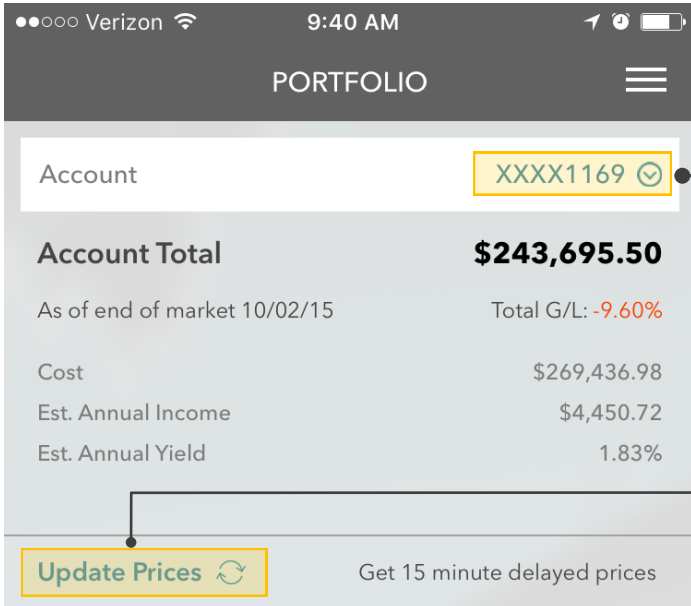 Verizon 9:40 AM
PORTFOLIO
Account XXXX1169
Account Total $243,695.50
As of end of market 10/02/15 Total G/L: -9.60%
Cost $269,436.98
Est. Annual Income $4,450.72
Est. Annual Yield 1.83%
Update Prices Get 15 minute delayed prices